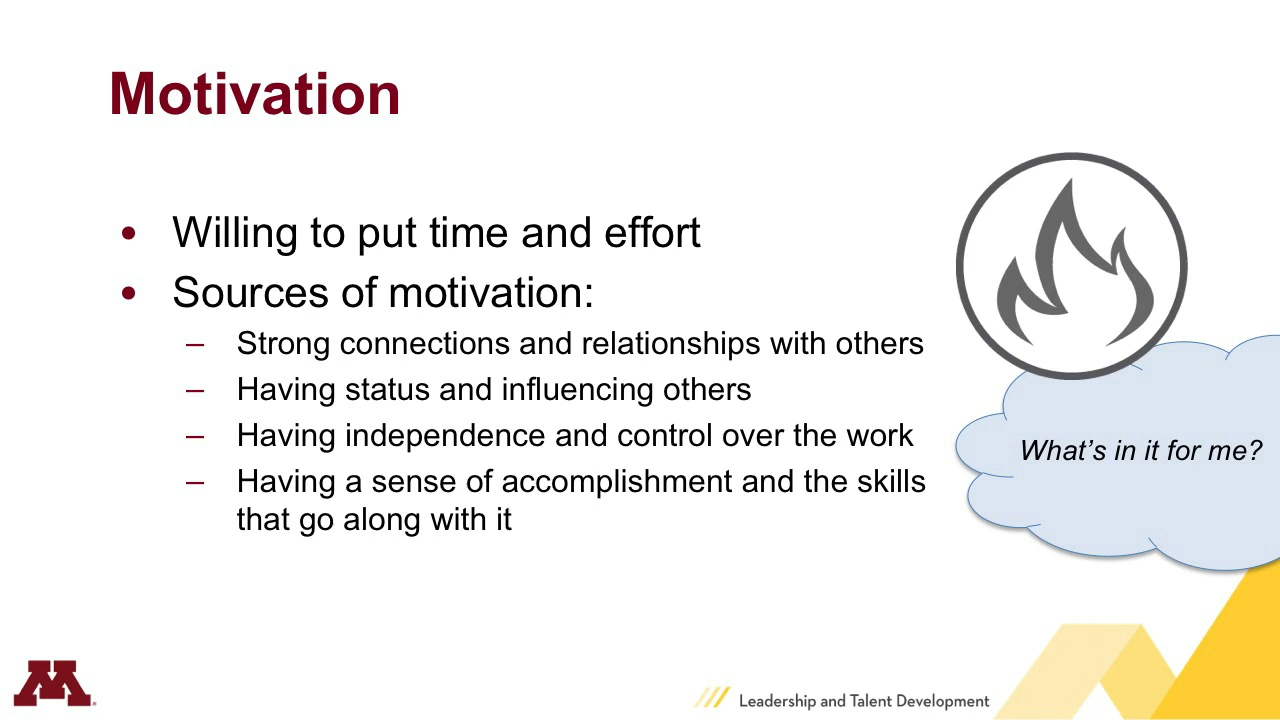 Motivation
• Willing to put time and effort
• Sources of motivation:
– Strong connections and relationships with others
– Having status and influencing others
– Having independence and control over the work
– Having a sense of accomplishment and the skills
that go along with it
What’s in it for me?
M
Leadership and Talent Development